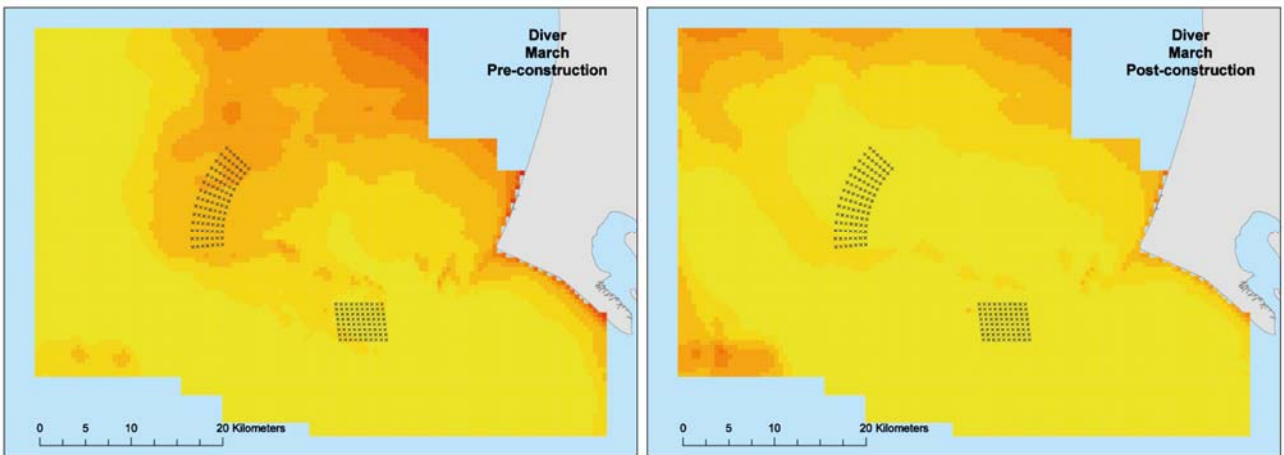 Diver
March
Pre-construction
0 5 10 20 Kilometers
Diver
March
Post-construction
0 5 10 20 Kilometers